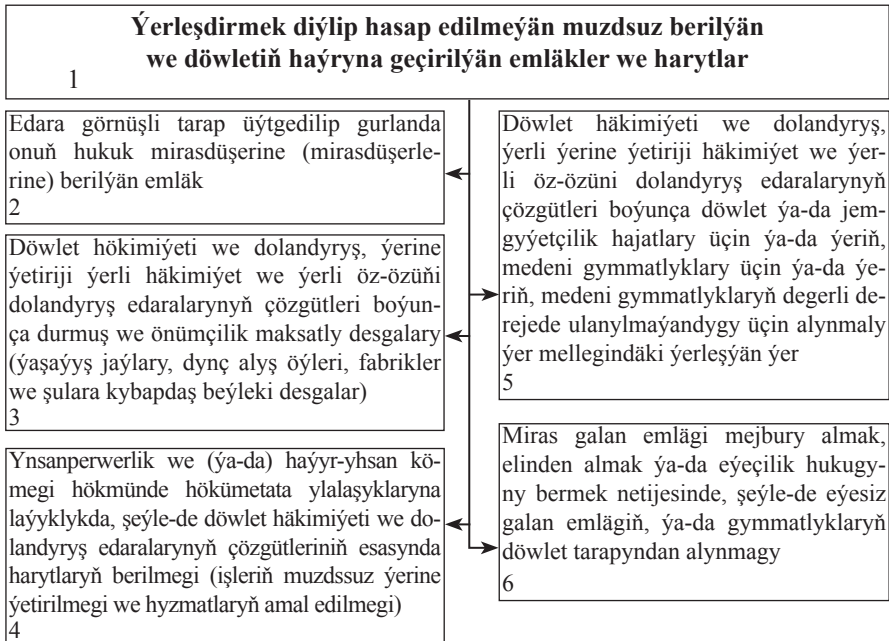 Ýerleşdirmek diýlip hasap edilmeýän muzdsuz berilýän
we döwletiň haýryna geçirilýän emläkler we harytlar
1
Edara görnüşli tarap üýtgedilip gurlanda
onuň hukuk mirasdüşerine (mirasdüşerle-
rine) berilýän emläk
2
Döwlet hökimiýeti we dolandyryş, ýerine
ýetiriji ýerli häkimiýet we ýerli öz-özüňi
dolandyryş edaralarynyň çözgütleri boýun-
ça durmuş we önümçilik maksatly desgalary
(ýaşaýyş jaýlary, dynç alyş öýleri, fabrikler
we şulara kybapdaş beýleki desgalar)
3
Ynsanperwerlik we (ýa-da) haýyr-yhsan kö-
megi hökmünde hökümetata ylalaşyklaryna
laýyklykda, şeýle-de döwlet häkimiýeti we do-
landyryş edaralarynyň çözgütleriniň esasynda
harytlaryň berilmegi (işleriň muzdssuz ýerine
ýetirilmegi we hyzmatlaryň amal edilmegi)
4
Döwlet häkimiýeti we dolandyryş,
ýerli ýerine ýetiriji häkimiýet we ýer-
li öz-özüni dolandyryş edaralarynyň
çözgütleri boýunça döwlet ýa-da jem-
gyýetçilik hajatlary üçin ýa-da ýeriň,
medeni gymmatlyklary üçin ýa-da ýe-
riň, medeni gymmatlyklaryň degerli de-
rejede ulanylmaýandygy üçin alynmaly
ýer mellegindäki ýerleşýän ýer
5
Miras galan emlägi mejbury almak,
elinden almak ýa-da eýeçilik hukugy-
ny bermek netijesinde, şeýle-de eýesiz
galan emlägiň, ýa-da gymmatlyklaryň
döwlet tarapyndan alynmagy
6